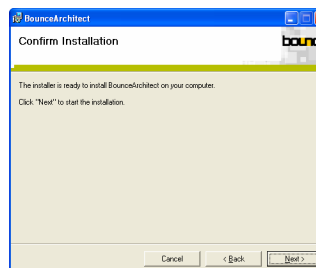 BounceArchitect
Confirm Installation
The installer is ready to install BounceArchitect on your computer.
Click "Next" to start the installation.
Cancel
< Back
Next >